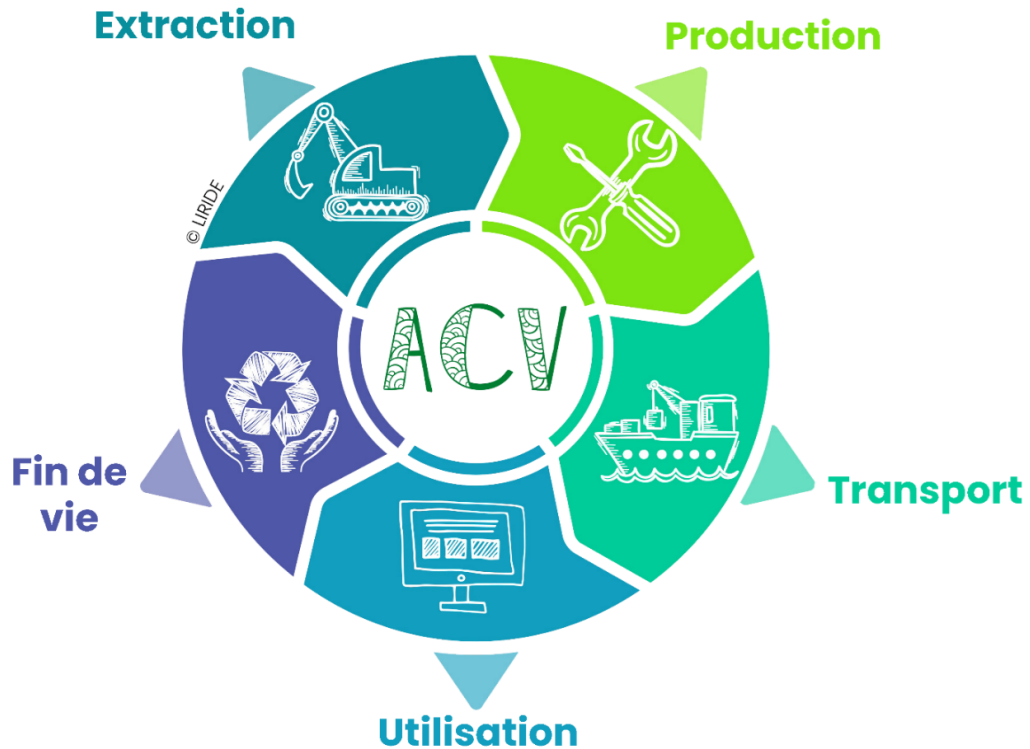 Extraction
Production
© LIRIDE
ACV
Fin de
vie
Transport
Utilisation